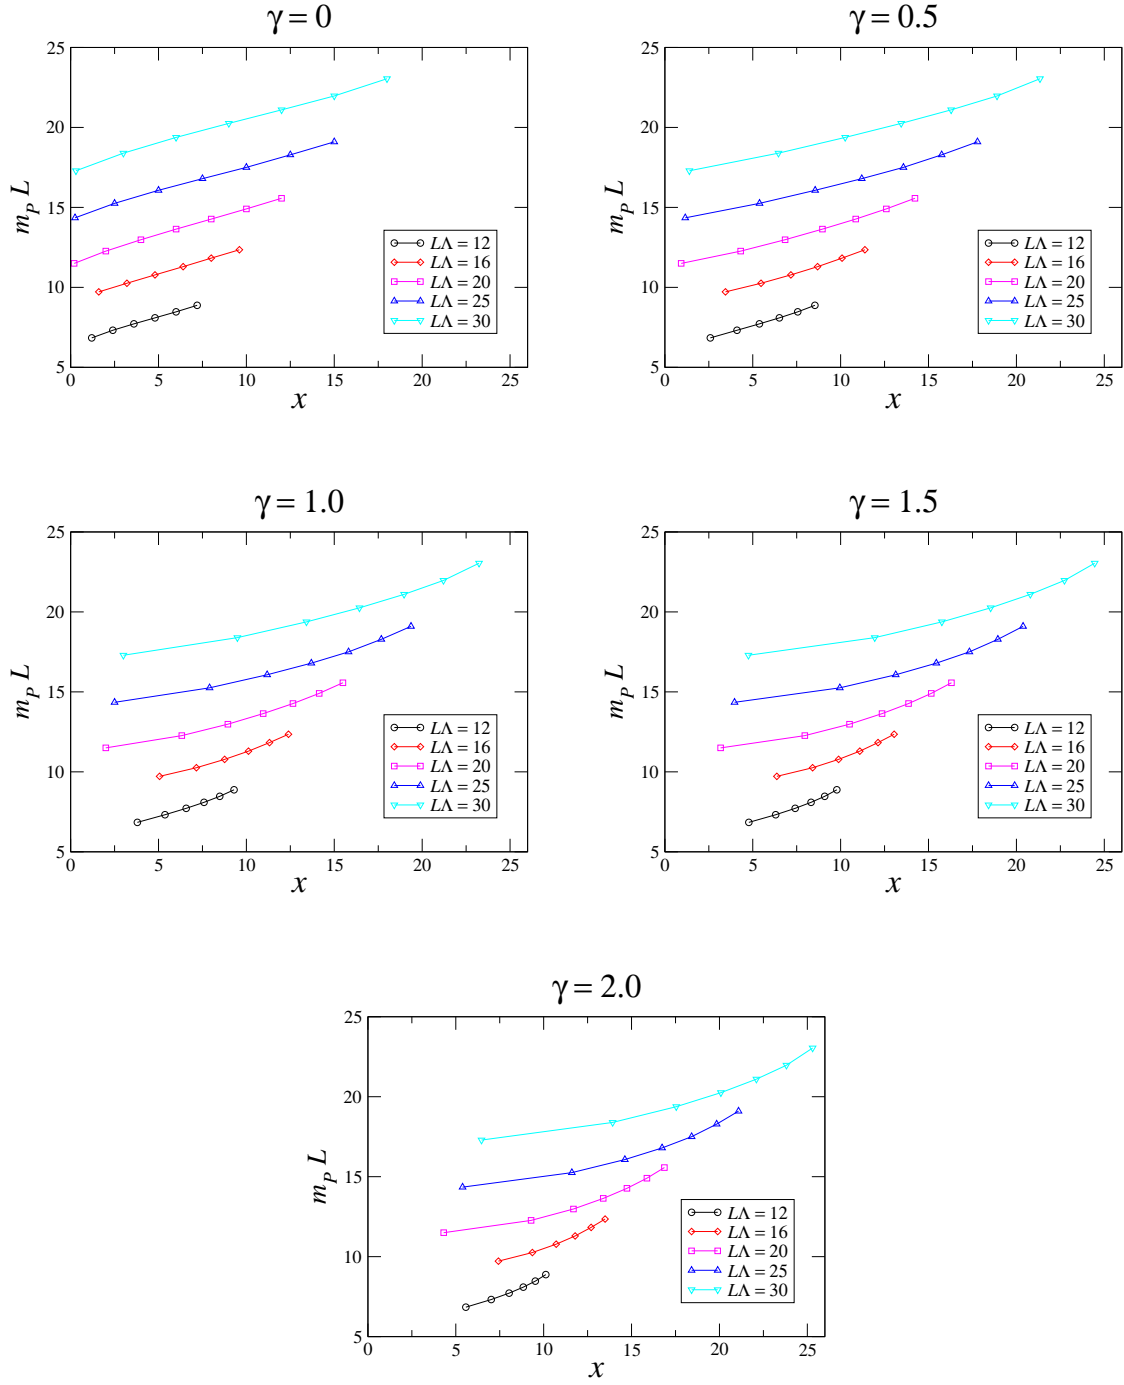 γ = 0
25
20
15
10
5
m_P L
0 5 10 15 20 25
x
LΛ = 12
LΛ = 16
LΛ = 20
LΛ = 25
LΛ = 30
γ = 0.5
25
20
15
10
5
m_P L
0 5 10 15 20 25
x
LΛ = 12
LΛ = 16
LΛ = 20
LΛ = 25
LΛ = 30
γ = 1.0
25
20
15
10
5
m_P L
0 5 10 15 20 25
x
LΛ = 12
LΛ = 16
LΛ = 20
LΛ = 25
LΛ = 30
γ = 1.5
25
20
15
10
5
m_P L
0 5 10 15 20 25
x
LΛ = 12
LΛ = 16
LΛ = 20
LΛ = 25
LΛ = 30
γ = 2.0
25
20
15
10
5
m_P L
0 5 10 15 20 25
x
LΛ = 12
LΛ = 16
LΛ = 20
LΛ = 25
LΛ = 30